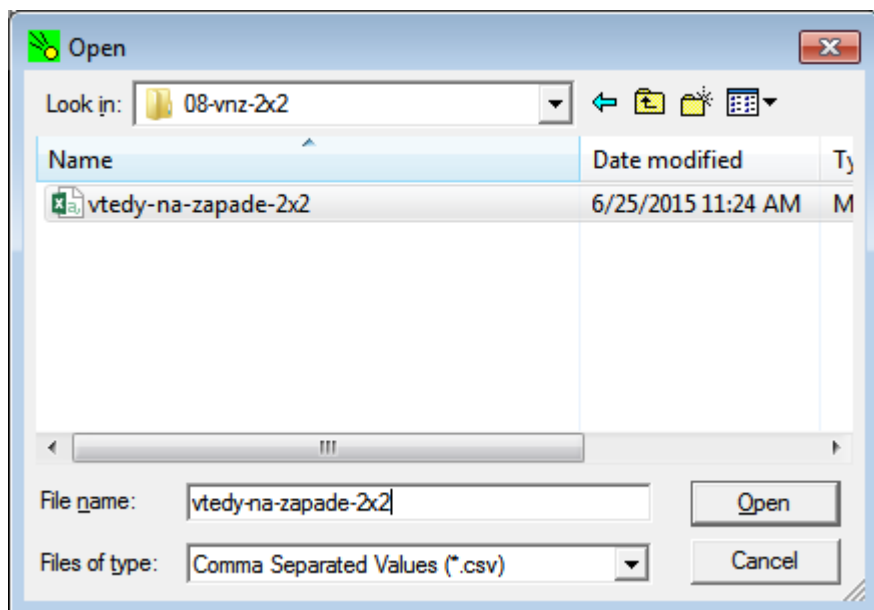 Open
Look in: 08-vnz-2x2
Name Date modified Ty
vtedy-na-zapade-2x2 6/25/2015 11:24 AM M
File name: vtedy-na-zapade-2x2 Open
Files of type: Comma Separated Values (*.csv) Cancel